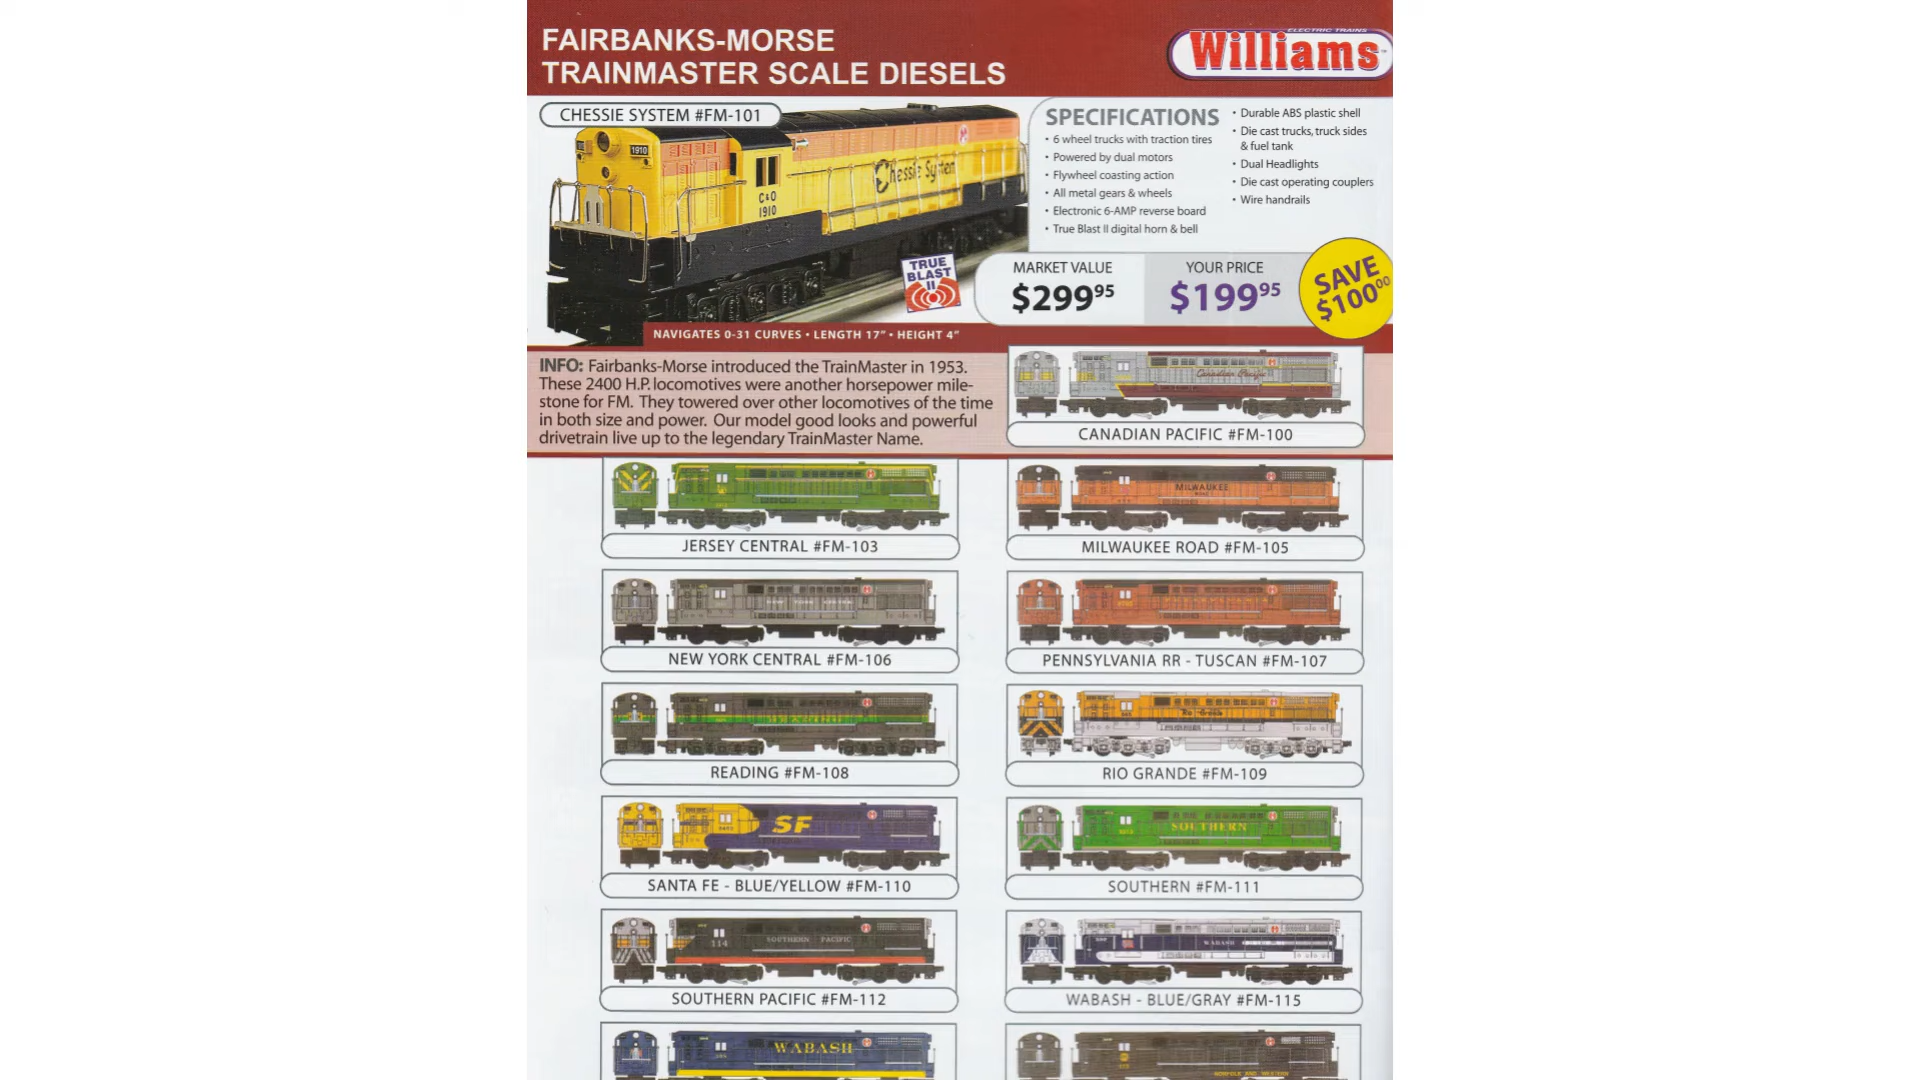 FAIRBANKS-MORSE
TRAINMASTER SCALE DIESELS
ELECTRIC TRAINS
Williams
CHESSIE SYSTEM #FM-101
1910
Chessie System
C&O
1910
SPECIFICATIONS
• 6 wheel trucks with traction tires
• Powered by dual motors
• Flywheel coasting action
• All metal gears & wheels
• Electronic 6-AMP reverse board
• True Blast II digital horn & bell
• Durable ABS plastic shell
• Die cast trucks, truck sides
& fuel tank
• Dual Headlights
• Die cast operating couplers
• Wire handrails
TRUE
BLAST
II
MARKET VALUE
$299 95
YOUR PRICE
$199 95
SAVE
$100 00
NAVIGATES 0-31 CURVES • LENGTH 17" • HEIGHT 4"
INFO: Fairbanks-Morse introduced the TrainMaster in 1953.
These 2400 H.P. locomotives were another horsepower mile-
stone for FM. They towered over other locomotives of the time
in both size and power. Our model good looks and powerful
drivetrain live up to the legendary TrainMaster Name.
Canadian Pacific
CANADIAN PACIFIC #FM-100
JERSEY CENTRAL #FM-103
MILWAUKEE
MILWAUKEE ROAD #FM-105
NEW YORK CENTRAL #FM-106
PENNSYLVANIA RR - TUSCAN #FM-107
READING
READING #FM-108
Rio Grande
RIO GRANDE #FM-109
SF
SANTA FE - BLUE/YELLOW #FM-110
SOUTHERN
SOUTHERN #FM-111
114
SOUTHERN PACIFIC
SOUTHERN PACIFIC #FM-112
WABASH
WABASH - BLUE/GRAY #FM-115
WABASH
NORFOLK AND WESTERN